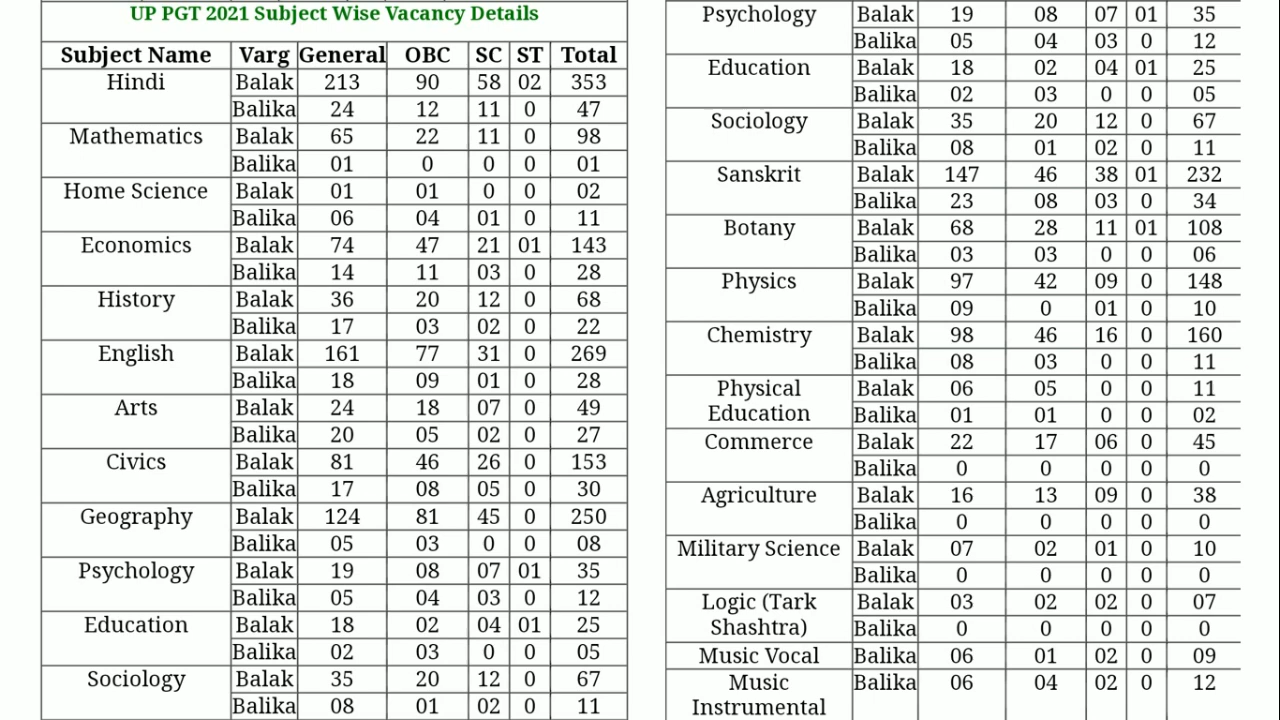 UP PGT 2021 Subject Wise Vacancy Details
Subject Name Varg General OBC SC ST Total
Hindi Balak 213 90 58 02 353
Balika 24 12 11 0 47
Mathematics Balak 65 22 11 0 98
Balika 01 0 0 0 01
Home Science Balak 01 01 0 0 02
Balika 06 04 01 0 11
Economics Balak 74 47 21 01 143
Balika 14 11 03 0 28
History Balak 36 20 12 0 68
Balika 17 03 02 0 22
English Balak 161 77 31 0 269
Balika 18 09 01 0 28
Arts Balak 24 18 07 0 49
Balika 20 05 02 0 27
Civics Balak 81 46 26 0 153
Balika 17 08 05 0 30
Geography Balak 124 81 45 0 250
Balika 05 03 0 0 08
Psychology Balak 19 08 07 01 35
Balika 05 04 03 0 12
Education Balak 18 02 04 01 25
Balika 02 03 0 0 05
Sociology Balak 35 20 12 0 67
Balika 08 01 02 0 11
Psychology Balak 19 08 07 01 35
Balika 05 04 03 0 12
Education Balak 18 02 04 01 25
Balika 02 03 0 0 05
Sociology Balak 35 20 12 0 67
Balika 08 01 02 0 11
Sanskrit Balak 147 46 38 01 232
Balika 23 08 03 0 34
Botany Balak 68 28 11 01 108
Balika 03 03 0 0 06
Physics Balak 97 42 09 0 148
Balika 09 0 01 0 10
Chemistry Balak 98 46 16 0 160
Balika 08 03 0 0 11
Physical Balak 06 05 0 0 11
Education Balika 01 01 0 0 02
Commerce Balak 22 17 06 0 45
Balika 0 0 0 0 0
Agriculture Balak 16 13 09 0 38
Balika 0 0 0 0 0
Military Science Balak 07 02 01 0 10
Balika 0 0 0 0 0
Logic (Tark Balak 03 02 02 0 07
Shashtra) Balika 0 0 0 0 0
Music Vocal Balika 06 01 02 0 09
Music Balika 06 04 02 0 12
Instrumental